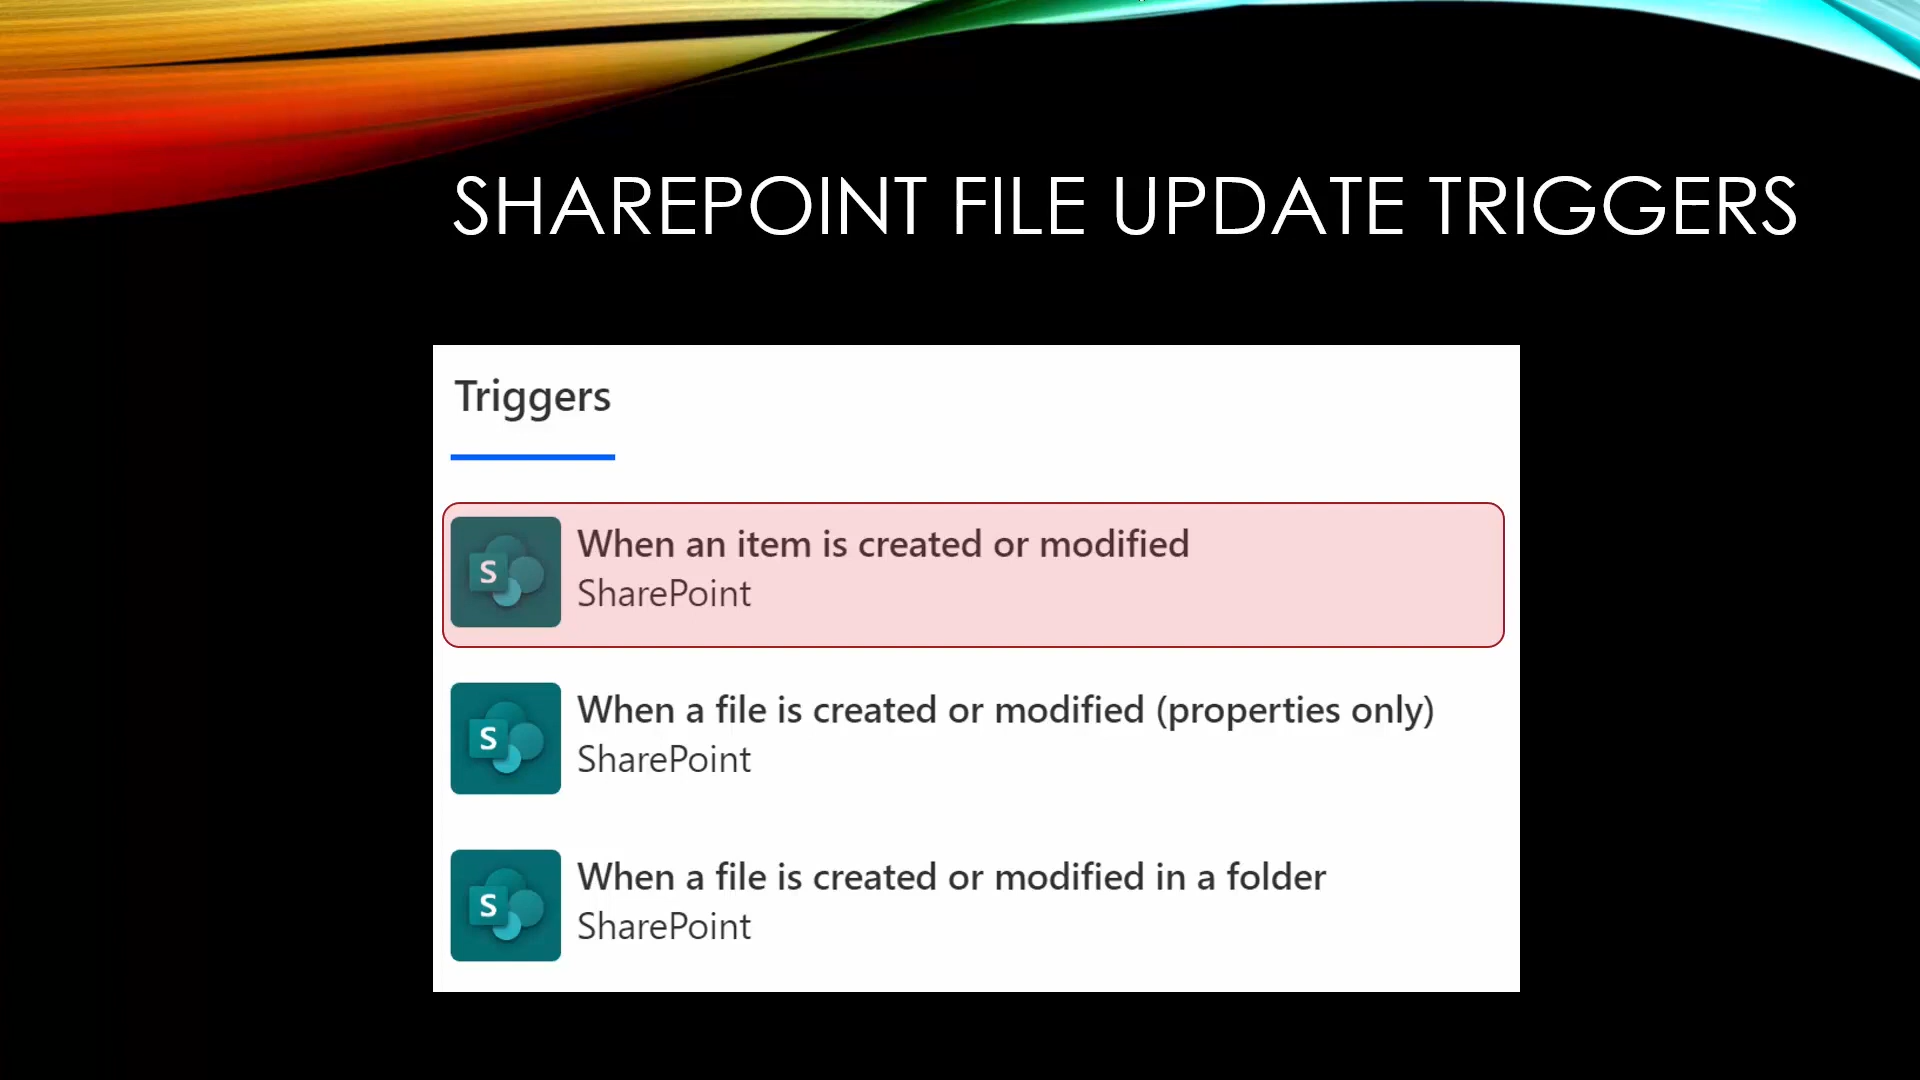 SHAREPOINT FILE UPDATE TRIGGERS
Triggers
S
When an item is created or modified
SharePoint
S
When a file is created or modified (properties only)
SharePoint
S
When a file is created or modified in a folder
SharePoint